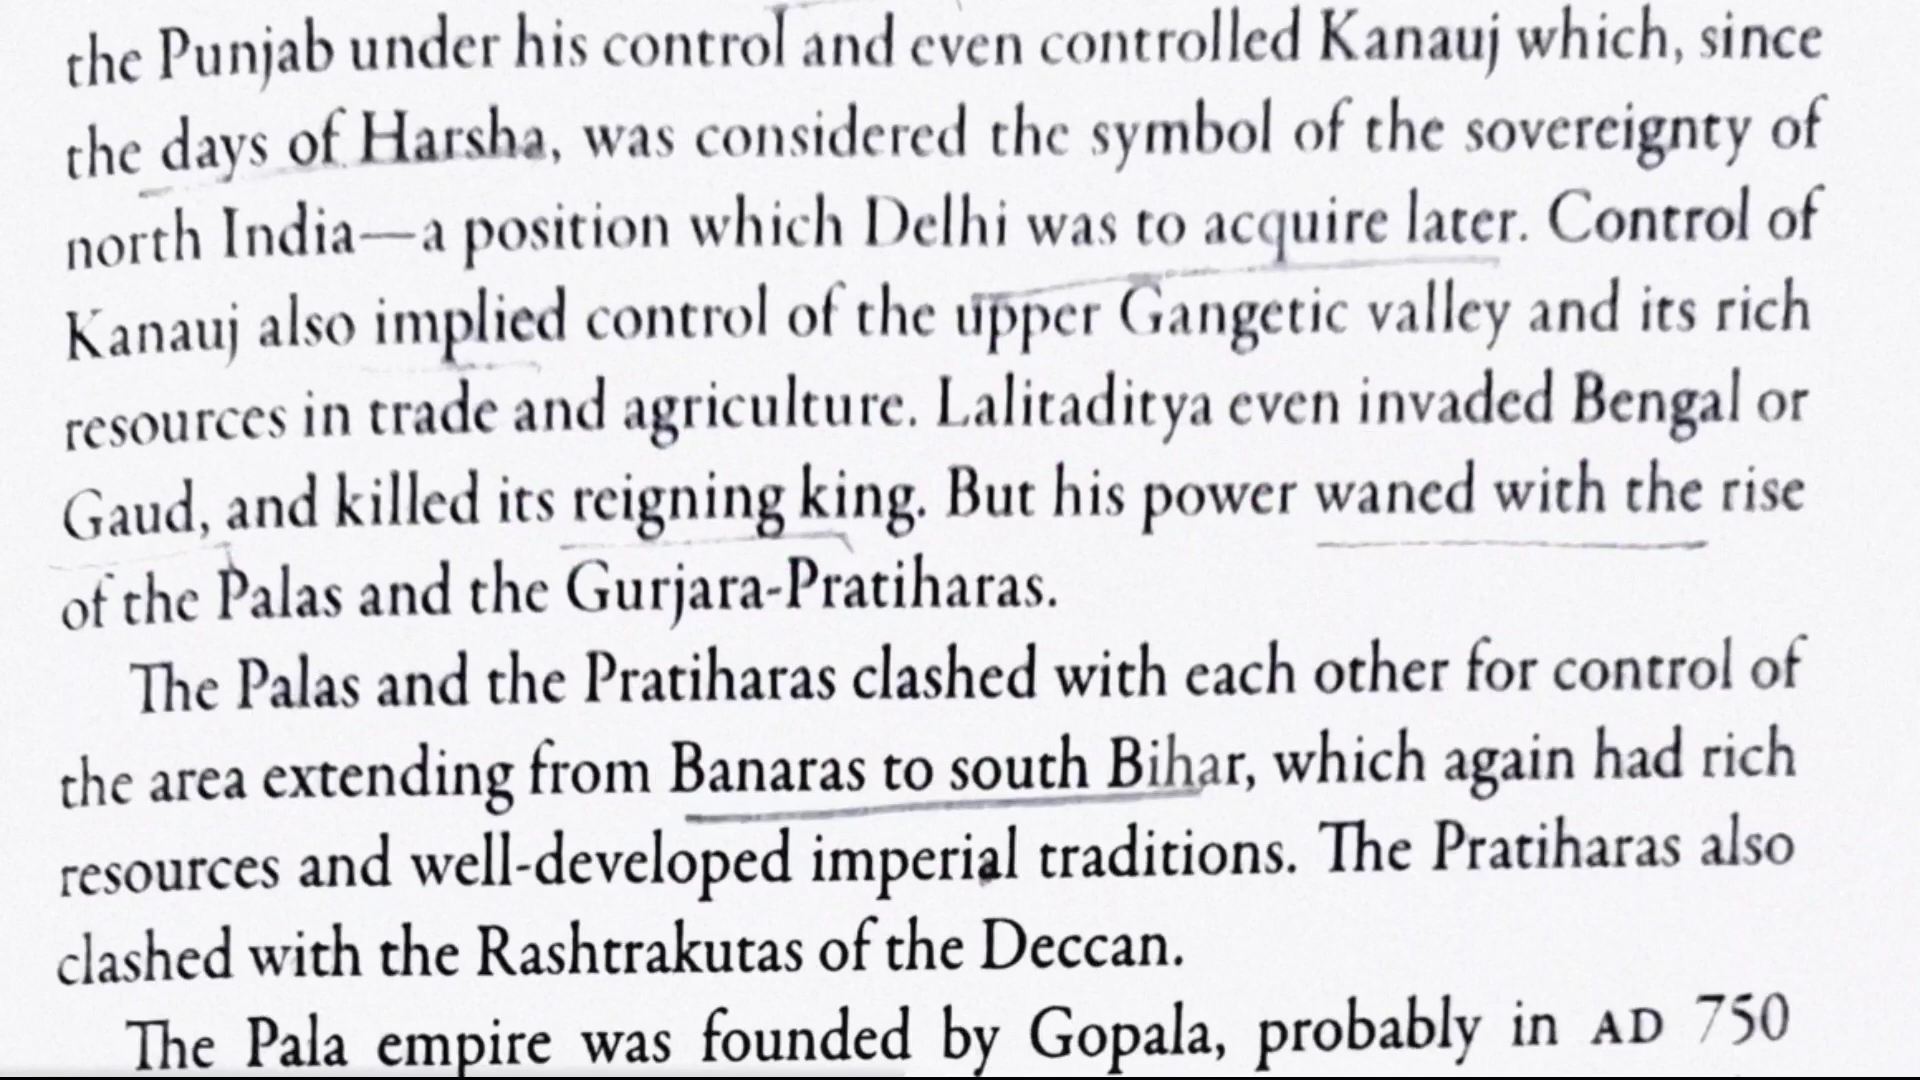 the Punjab under his control and even controlled Kanauj which, since
the days of Harsha, was considered the symbol of the sovereignty of
north India—a position which Delhi was to acquire later. Control of
Kanauj also implied control of the upper Gangetic valley and its rich
resources in trade and agriculture. Lalitaditya even invaded Bengal or
Gaud, and killed its reigning king. But his power waned with the rise
of the Palas and the Gurjara-Pratiharas.
The Palas and the Pratiharas clashed with each other for control of
the area extending from Banaras to south Bihar, which again had rich
resources and well-developed imperial traditions. The Pratiharas also
clashed with the Rashtrakutas of the Deccan.
The Pala empire was founded by Gopala, probably in AD 750